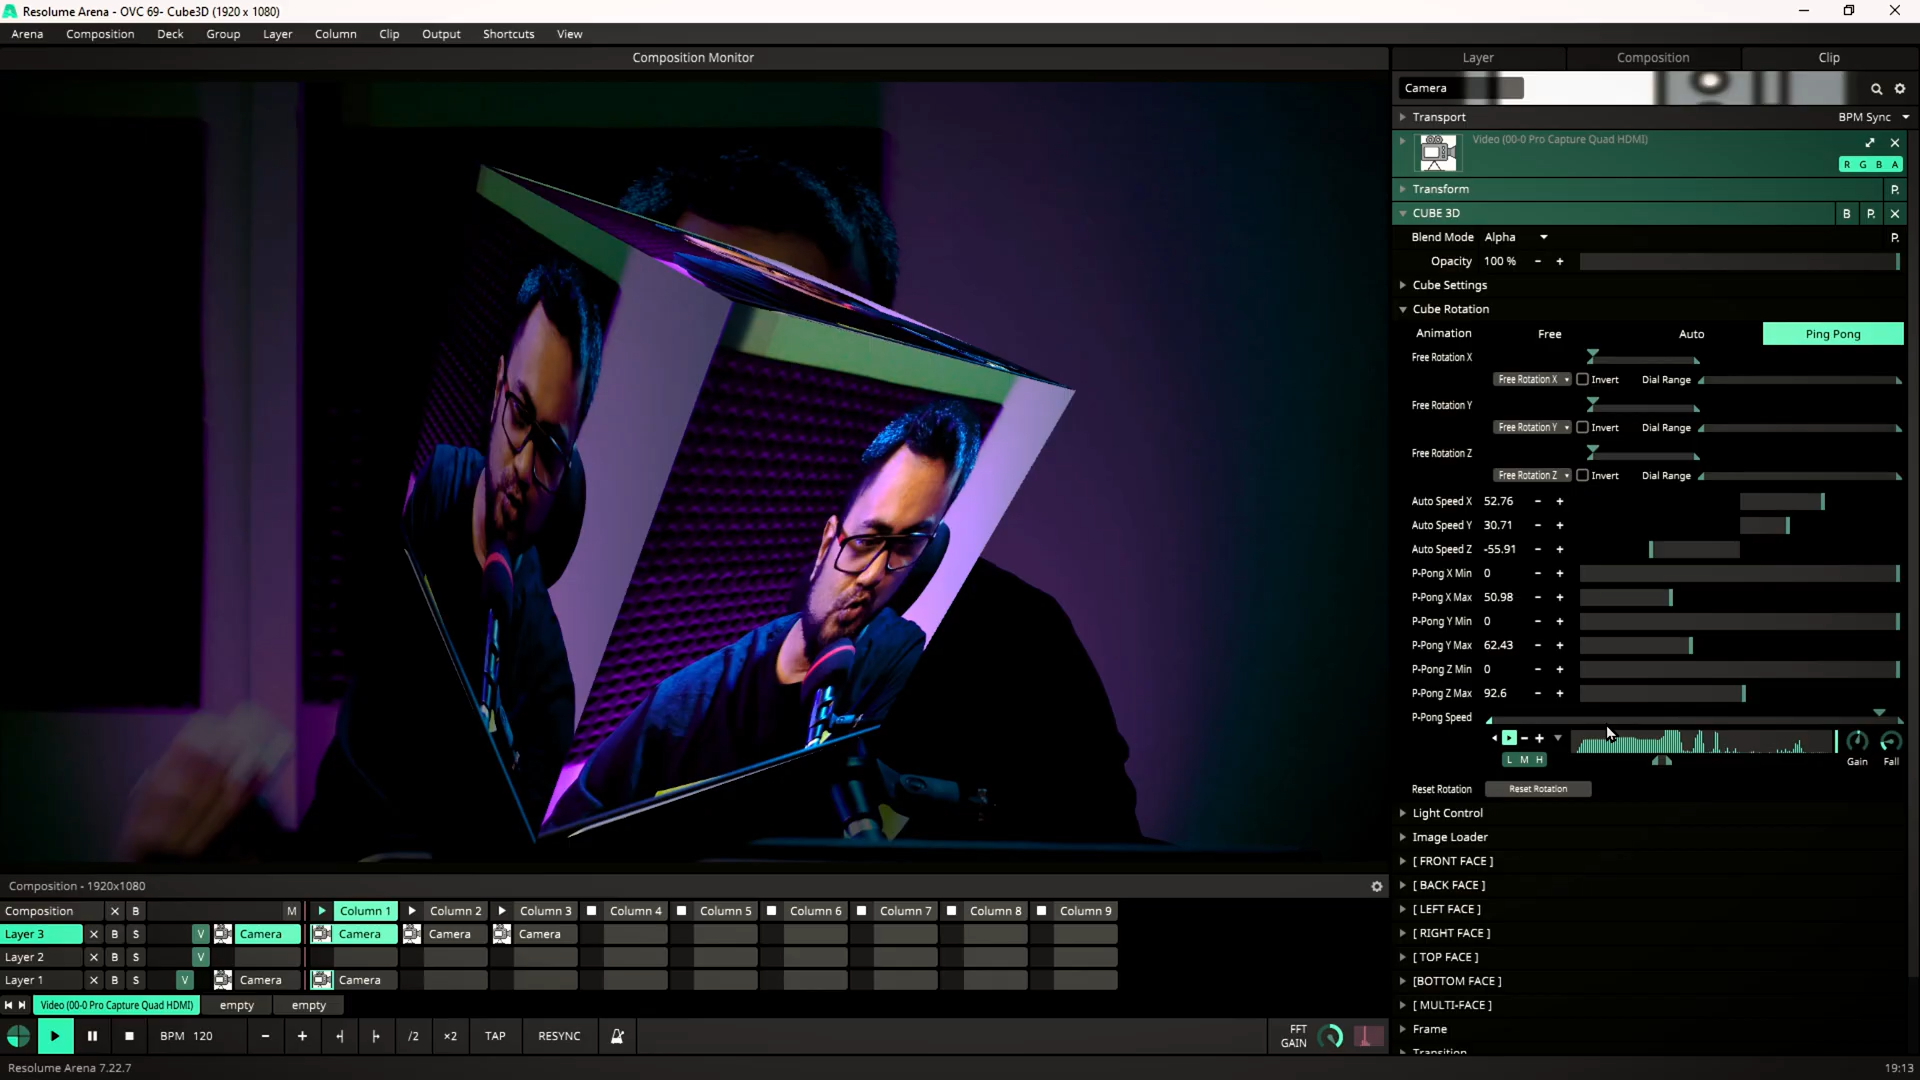 Resolume Arena - OVC 69- Cube3D (1920 x 1080)
Arena Composition Deck Group Layer Column Clip Output Shortcuts View
Composition Monitor
Layer Composition Clip
Camera
Transport BPM Sync
Video (00-0 Pro Capture Quad HDMI)
R G B A
Transform P.
CUBE 3D B P.
Blend Mode Alpha P.
Opacity 100 % - +
Cube Settings
Cube Rotation
Animation Free Auto Ping Pong
Free Rotation X
Free Rotation X Invert Dial Range
Free Rotation Y
Free Rotation Y Invert Dial Range
Free Rotation Z
Free Rotation Z Invert Dial Range
Auto Speed X 52.76 - +
Auto Speed Y 30.71 - +
Auto Speed Z -55.91 - +
P-Pong X Min 0 - +
P-Pong X Max 50.98 - +
P-Pong Y Min 0 - +
P-Pong Y Max 62.43 - +
P-Pong Z Min 0 - +
P-Pong Z Max 92.6 - +
P-Pong Speed
- +
L M H Gain Fall
Reset Rotation Reset Rotation
Light Control
Image Loader
[ FRONT FACE ]
[ BACK FACE ]
[ LEFT FACE ]
[ RIGHT FACE ]
[ TOP FACE ]
[BOTTOM FACE ]
[ MULTI-FACE ]
Frame
Transition
Composition - 1920x1080
Composition X B M Column 1 Column 2 Column 3 Column 4 Column 5 Column 6 Column 7 Column 8 Column 9
Layer 3 X B S V Camera Camera Camera Camera
Layer 2 X B S V
Layer 1 X B S V Camera Camera
Video (00-0 Pro Capture Quad HDMI) empty empty
BPM 120 - + /2 ×2 TAP RESYNC FFT GAIN
Resolume Arena 7.22.7 19:13